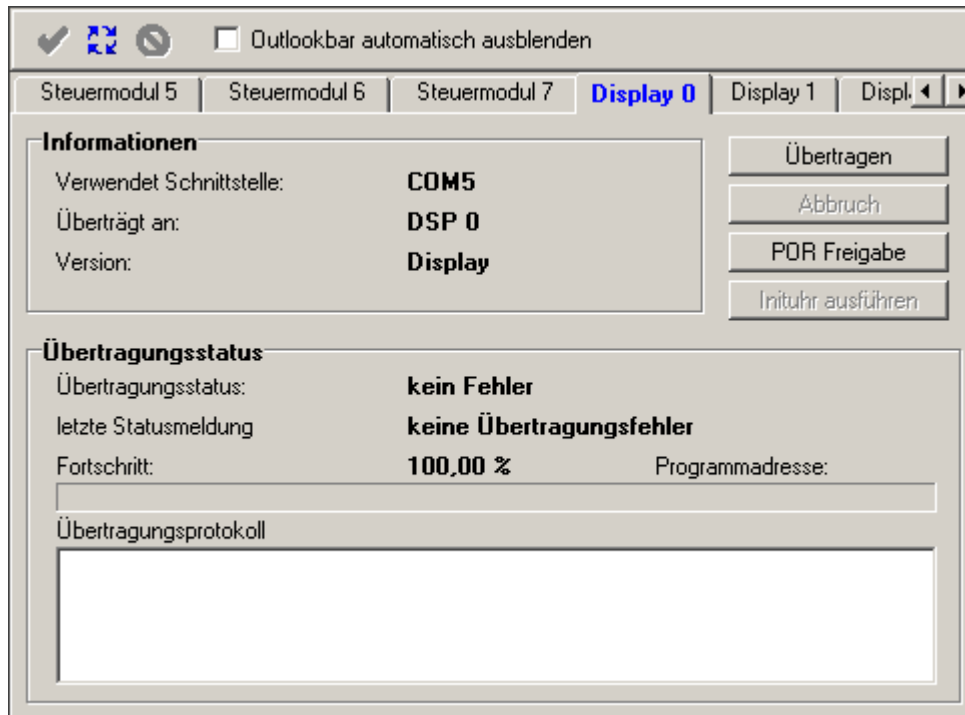 Outlookbar automatisch ausblenden
Steuermodul 5 Steuermodul 6 Steuermodul 7 Display 0 Display 1 Displ
Informationen
Verwendet Schnittstelle: COM5
Überträgt an: DSP 0
Version: Display
Übertragen
Abbruch
POR Freigabe
Inituhr ausführen
Übertragungsstatus
Übertragungsstatus: kein Fehler
letzte Statusmeldung keine Übertragungsfehler
Fortschritt: 100,00 % Programmadresse:
Übertragungsprotokoll